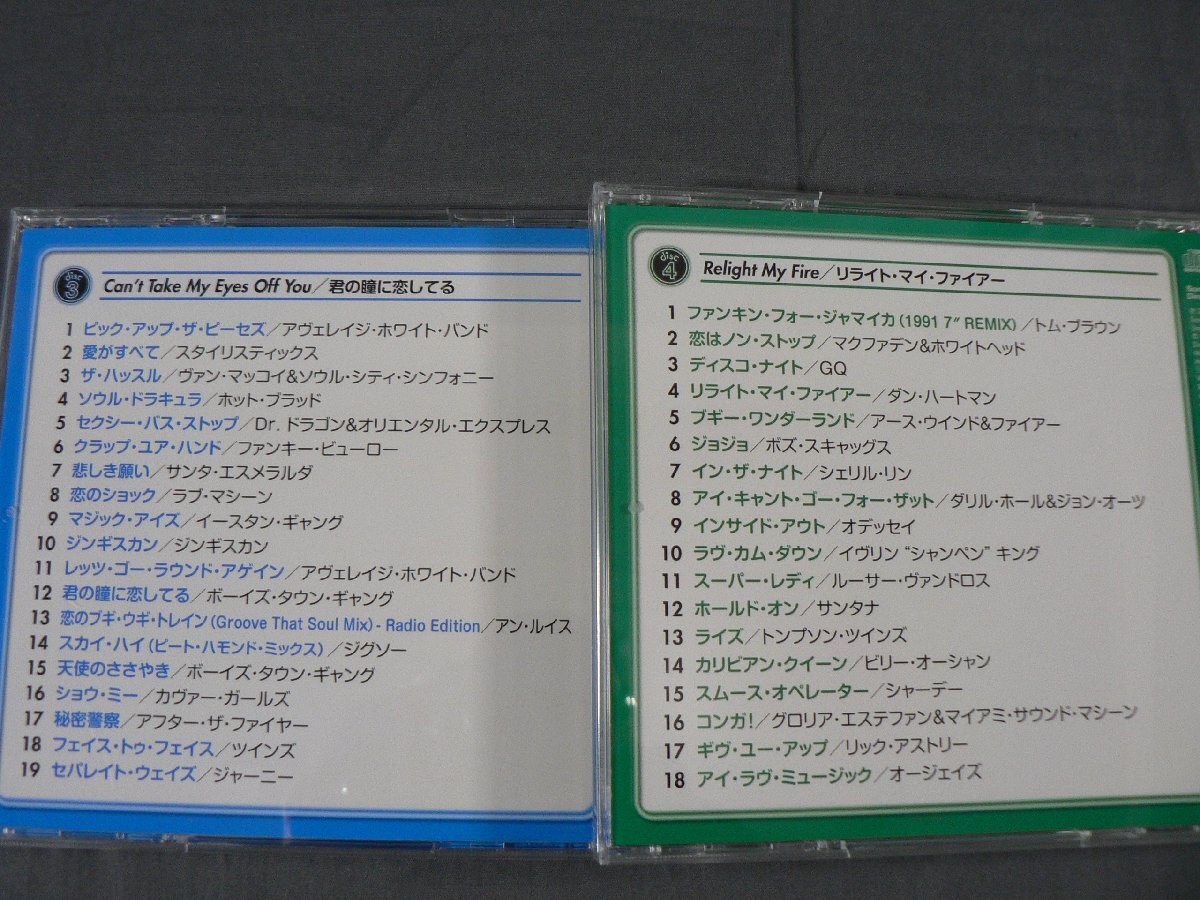 disc 3
Can't Take My Eyes Off You／君の瞳に恋してる
1 ピック・アップ・ザ・ピーセズ／アヴェレイジ・ホワイト・バンド
2 愛がすべて／スタイリスティックス
3 ザ・ハッスル／ヴァン・マッコイ&ソウル・シティ・シンフォニー
4 ソウル・ドラキュラ／ホット・ブラッド
5 セクシー・バス・ストップ／Dr. ドラゴン&オリエンタル・エクスプレス
6 クラップ・ユア・ハンド／ファンキー・ビューロー
7 悲しき願い／サンタ・エスメラルダ
8 恋のショック／ラブ・マシーン
9 マジック・アイズ／イースタン・ギャング
10 ジンギスカン／ジンギスカン
11 レッツ・ゴー・ラウンド・アゲイン／アヴェレイジ・ホワイト・バンド
12 君の瞳に恋してる／ボーイズ・タウン・ギャング
13 恋のブギ・ウギ・トレイン(Groove That Soul Mix) - Radio Edition／アン・ルイス
14 スカイ・ハイ(ピート・ハモンド・ミックス)／ジグソー
15 天使のささやき／ボーイズ・タウン・ギャング
16 ショウ・ミー／カヴァー・ガールズ
17 秘密警察／アフター・ザ・ファイヤー
18 フェイス・トゥ・フェイス／ツインズ
19 セパレイト・ウェイズ／ジャーニー
disc 4
Relight My Fire／リライト・マイ・ファイアー
1 ファンキン・フォー・ジャマイカ(1991 7" REMIX)／トム・ブラウン
2 恋はノン・ストップ／マクファデン&ホワイトヘッド
3 ディスコ・ナイト／GQ
4 リライト・マイ・ファイアー／ダン・ハートマン
5 ブギー・ワンダーランド／アース・ウインド&ファイアー
6 ジョジョ／ボズ・スキャッグス
7 イン・ザ・ナイト／シェリル・リン
8 アイ・キャント・ゴー・フォー・ザット／ダリル・ホール&ジョン・オーツ
9 インサイド・アウト／オデッセイ
10 ラヴ・カム・ダウン／イヴリン "シャンペン" キング
11 スーパー・レディ／ルーサー・ヴァンドロス
12 ホールド・オン／サンタナ
13 ライズ／トンプソン・ツインズ
14 カリビアン・クイーン／ビリー・オーシャン
15 スムース・オペレーター／シャーデー
16 コンガ!／グロリア・エステファン&マイアミ・サウンド・マシーン
17 ギヴ・ユー・アップ／リック・アストリー
18 アイ・ラヴ・ミュージック／オージェイズ